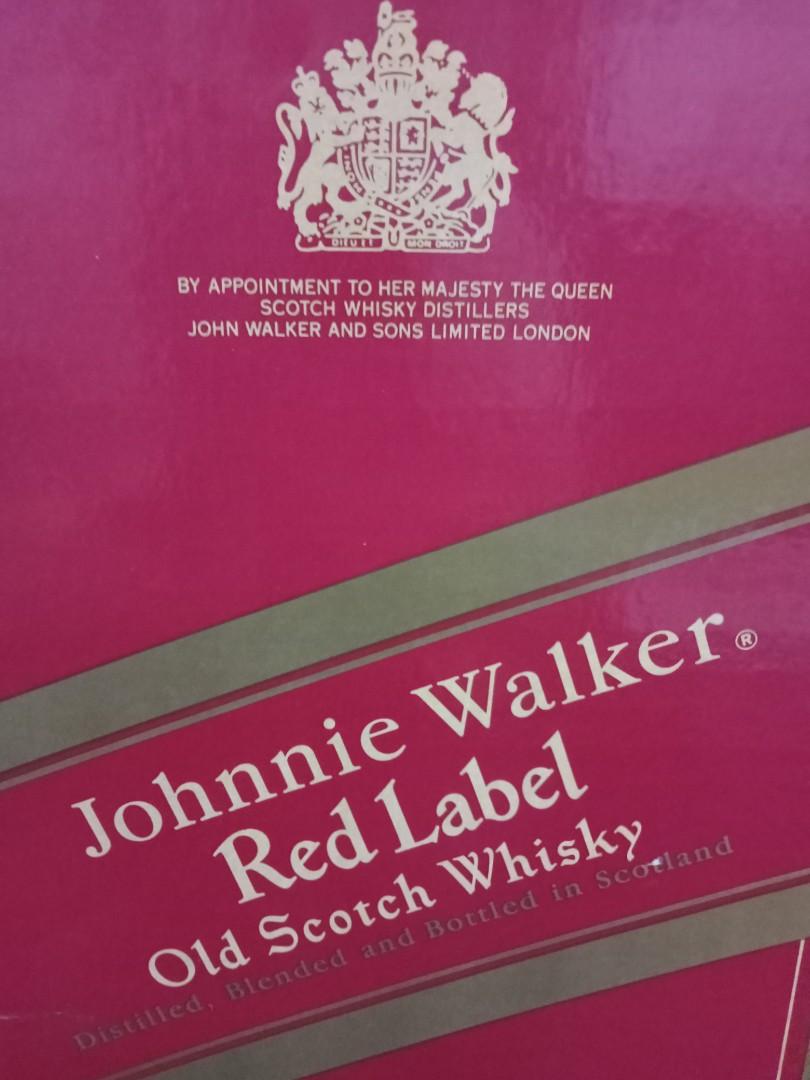 DIEU ET MON DROIT
BY APPOINTMENT TO HER MAJESTY THE QUEEN
SCOTCH WHISKY DISTILLERS
JOHN WALKER AND SONS LIMITED LONDON
Johnnie Walker®
Red Label
Old Scotch Whisky
Distilled, Blended and Bottled in Scotland